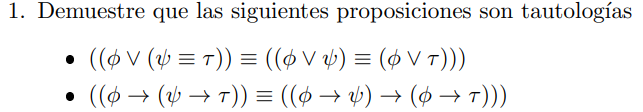 1. Demuestre que las siguientes proposiciones son tautologías
• ((ϕ ∨ (ψ ≡ τ)) ≡ ((ϕ ∨ ψ) ≡ (ϕ ∨ τ)))
• ((ϕ → (ψ → τ)) ≡ ((ϕ → ψ) → (ϕ → τ)))